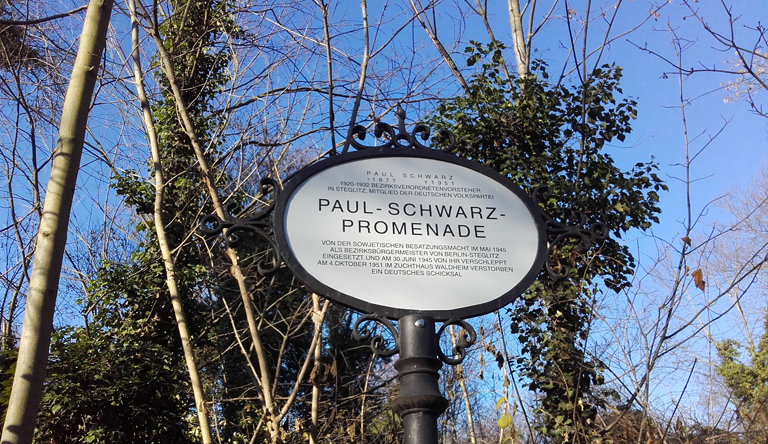 PAUL SCHWARZ
*1877 †1951
1920-1932 BEZIRKSVERORDNETENVORSTEHER
IN STEGLITZ, MITGLIED DER DEUTSCHEN VOLKSPARTEI
PAUL-SCHWARZ-
PROMENADE
VON DER SOWJETISCHEN BESATZUNGSMACHT IM MAI 1945
ALS BEZIRKSBÜRGERMEISTER VON BERLIN-STEGLITZ
EINGESETZT UND AM 30.JUNI 1945 VON IHR VERSCHLEPPT
AM 4.OKTOBER 1951 IM ZUCHTHAUS WALDHEIM VERSTORBEN
EIN DEUTSCHES SCHICKSAL